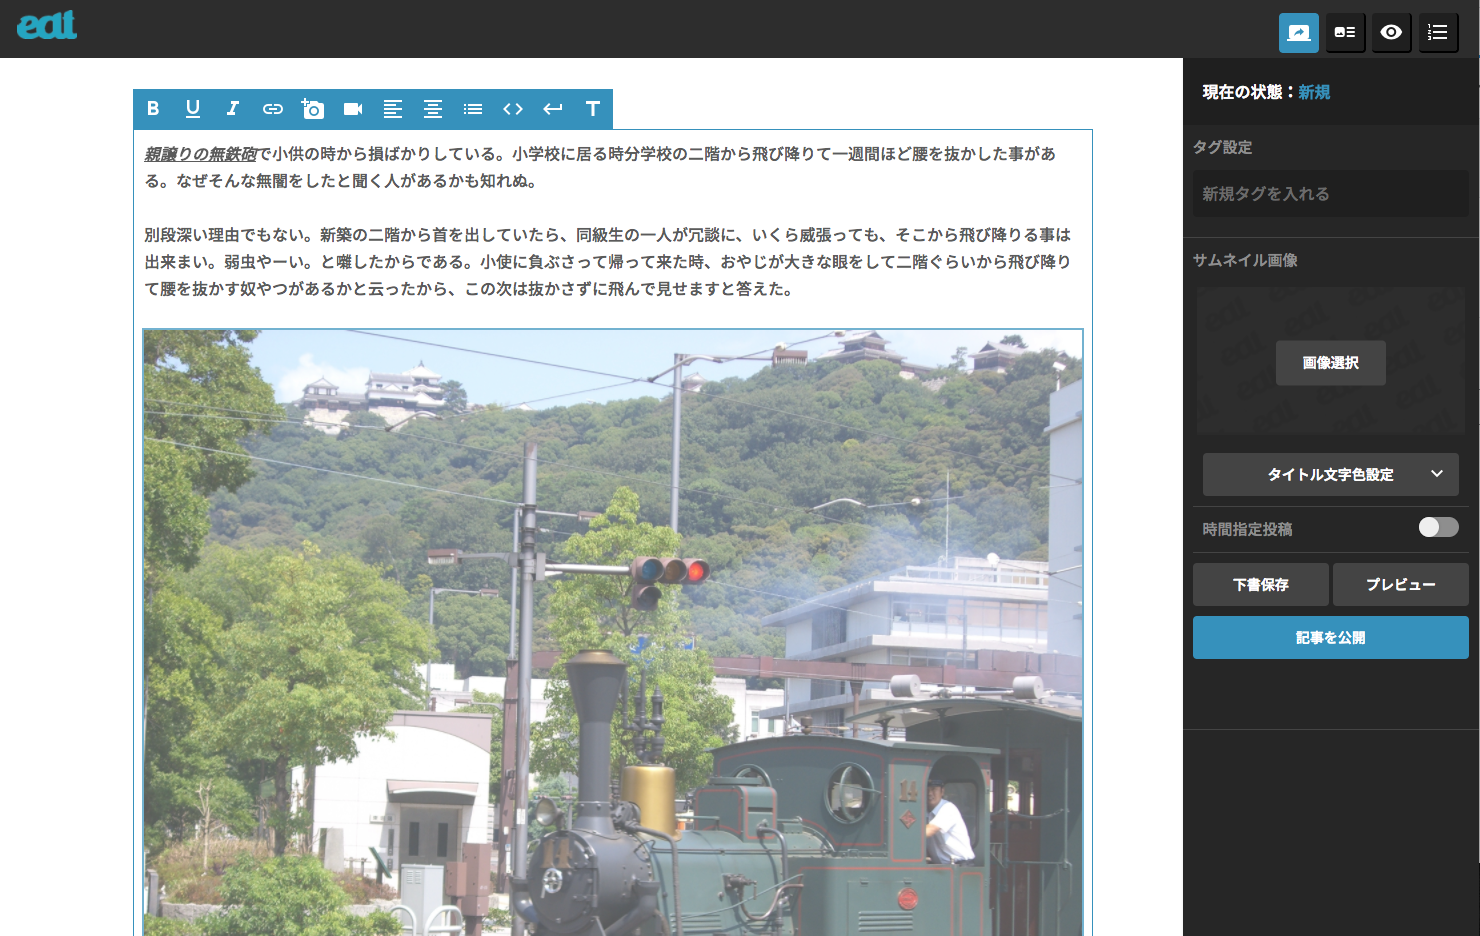 eat
B U I T
現在の状態：新規
タグ設定
新規タグを入れる
サムネイル画像
画像選択
タイトル文字色設定
時間指定投稿
下書保存
プレビュー
記事を公開
親譲りの無鉄砲で小供の時から損ばかりしている。小学校に居る時分学校の二階から飛び降りて一週間ほど腰を抜かした事があ
る。なぜそんな無闇をしたと聞く人があるかも知れぬ。
別段深い理由でもない。新築の二階から首を出していたら、同級生の一人が冗談に、いくら威張っても、そこから飛び降りる事は
出来まい。弱虫やーい。と囃したからである。小使に負ぶさって帰って来た時、おやじが大きな眼をして二階ぐらいから飛び降り
て腰を抜かす奴やつがあるかと云ったから、この次は抜かさずに飛んで見せますと答えた。
11
11